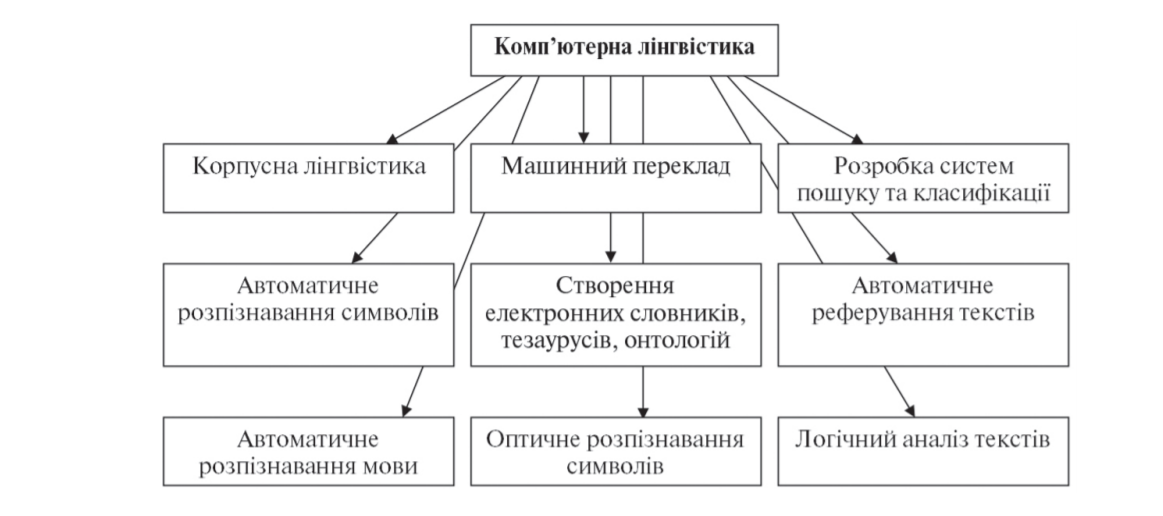 Комп’ютерна лінгвістика
Корпусна лінгвістика
Машинний переклад
Розробка систем
пошуку та класифікації
Автоматичне
розпізнавання символів
Створення
електронних словників,
тезаурусів, онтологій
Автоматичне
реферування текстів
Автоматичне
розпізнавання мови
Оптичне розпізнавання
символів
Логічний аналіз текстів